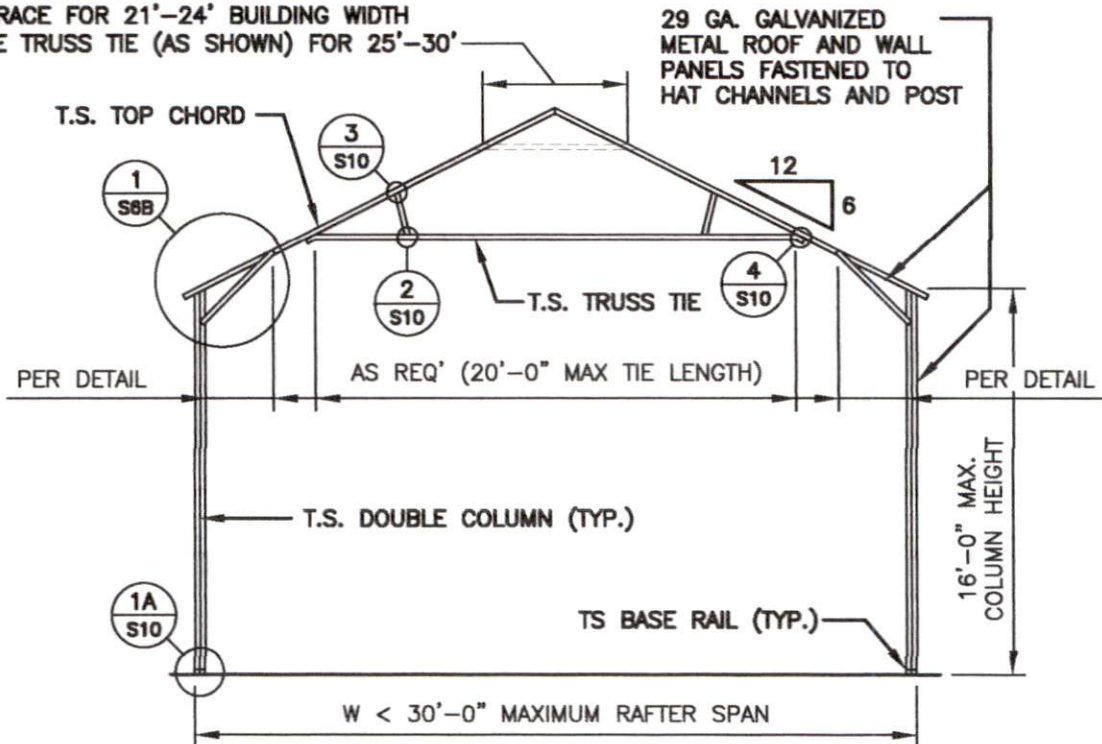 RACE FOR 21'-24' BUILDING WIDTH
E TRUSS TIE (AS SHOWN) FOR 25'-30'
29 GA. GALVANIZED
METAL ROOF AND WALL
PANELS FASTENED TO
HAT CHANNELS AND POST
T.S. TOP CHORD
3
S10
12
6
1
S6B
2
S10
T.S. TRUSS TIE
4
S10
PER DETAIL
AS REQ' (20'-0" MAX TIE LENGTH)
PER DETAIL
16'-0" MAX.
COLUMN HEIGHT
T.S. DOUBLE COLUMN (TYP.)
1A
S10
TS BASE RAIL (TYP.)
W < 30'-0" MAXIMUM RAFTER SPAN